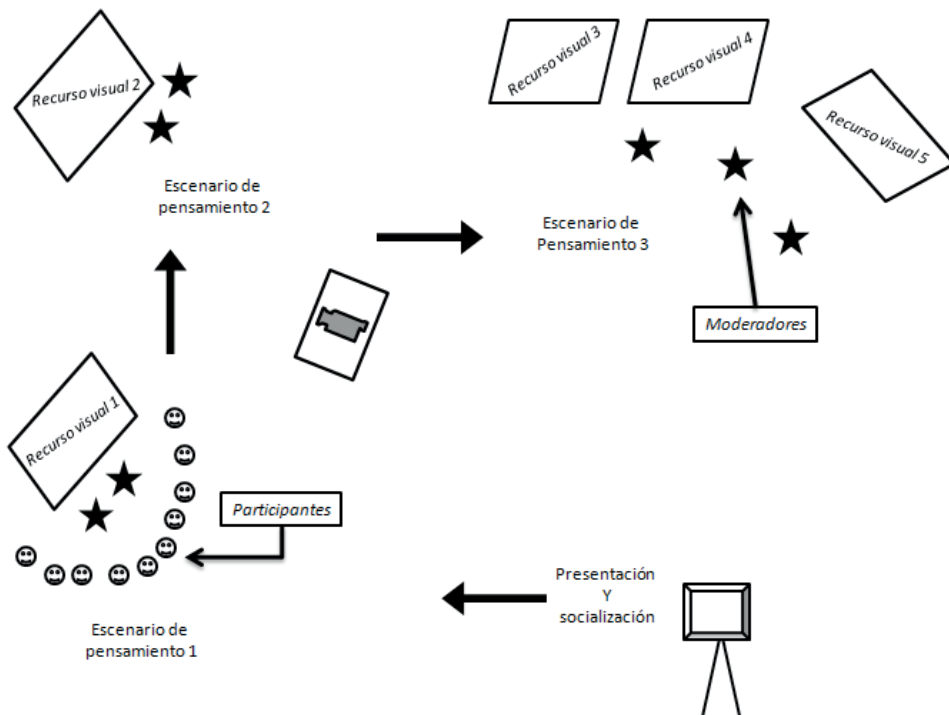 Recurso visual 2
Recurso visual 3
Recurso visual 4
Recurso visual 5
Escenario de
pensamiento 2
Escenario de
Pensamiento 3
Moderadores
Recurso visual 1
Participantes
Presentación
Y
socialización
Escenario de
pensamiento 1